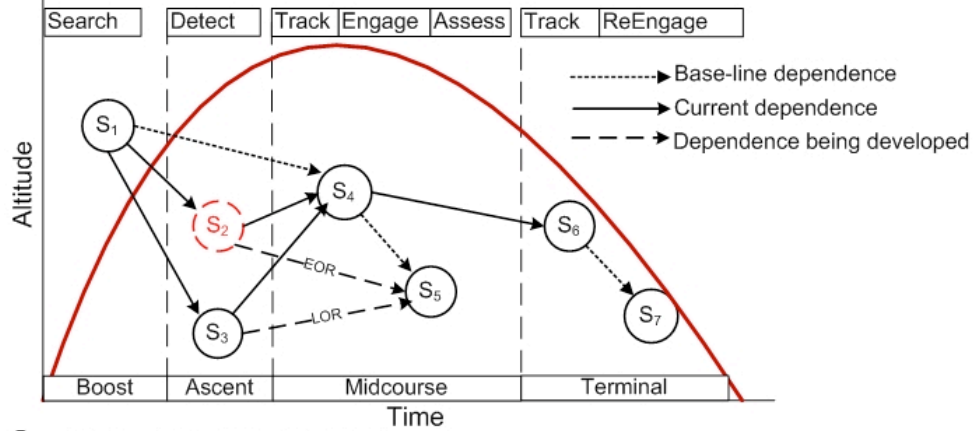 Search Detect Track Engage Assess Track ReEngage
Base-line dependence
Current dependence
Dependence being developed
Altitude
S1
S2
S3
S4
S5
S6
S7
EOR
LOR
Boost Ascent Midcourse Terminal
Time